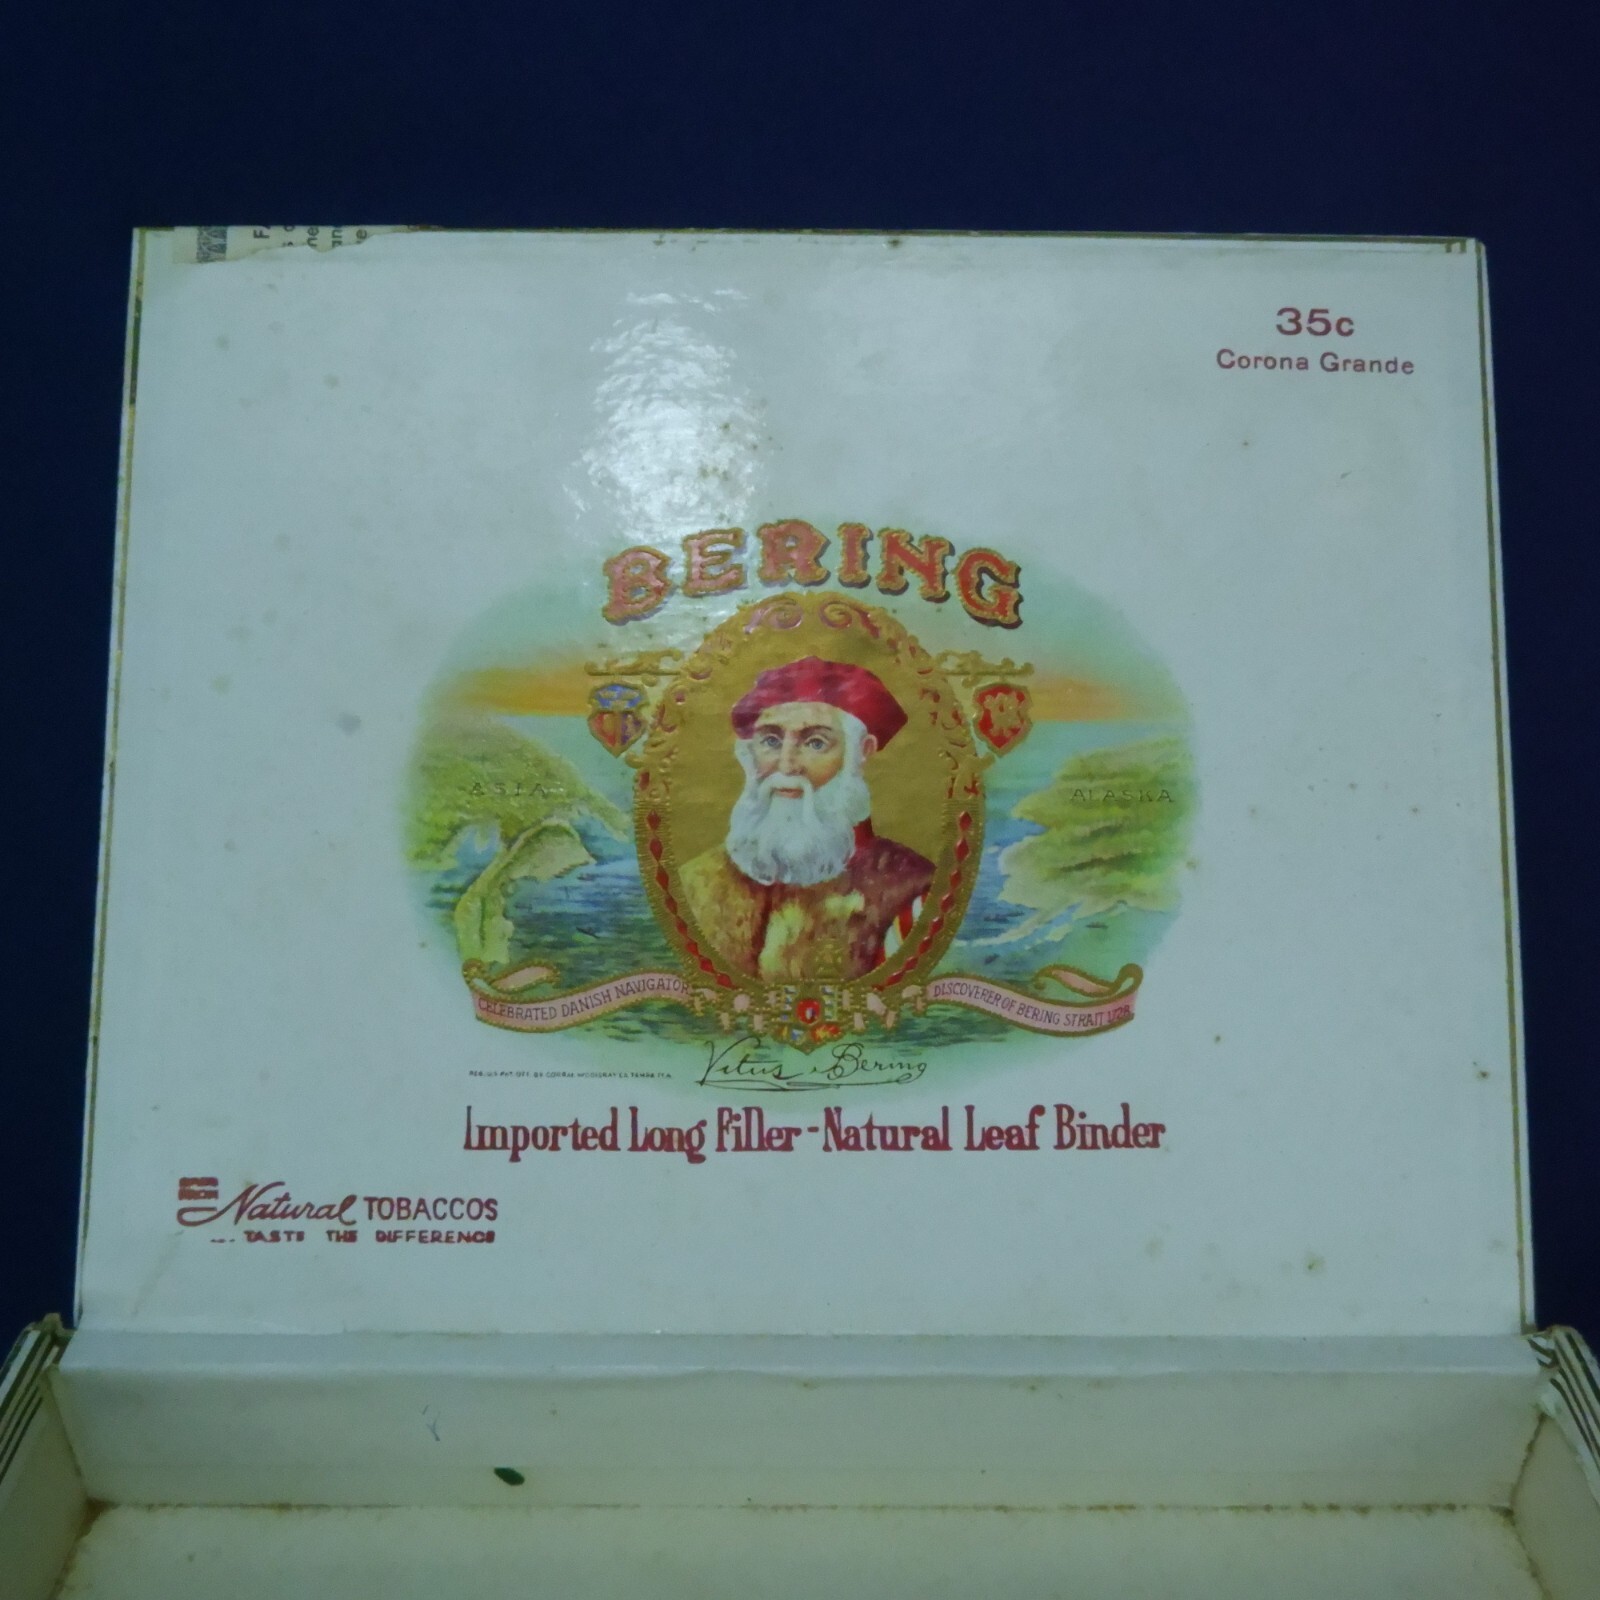 35c
Corona Grande
BERING
ASIA
ALASKA
CELEBRATED DANISH NAVIGATOR
DISCOVERER OF BERING STRAIT 1728
Vitus Bering
Imported Long Filler - Natural Leaf Binder
Natural TOBACCOS
... TASTE THE DIFFERENCE